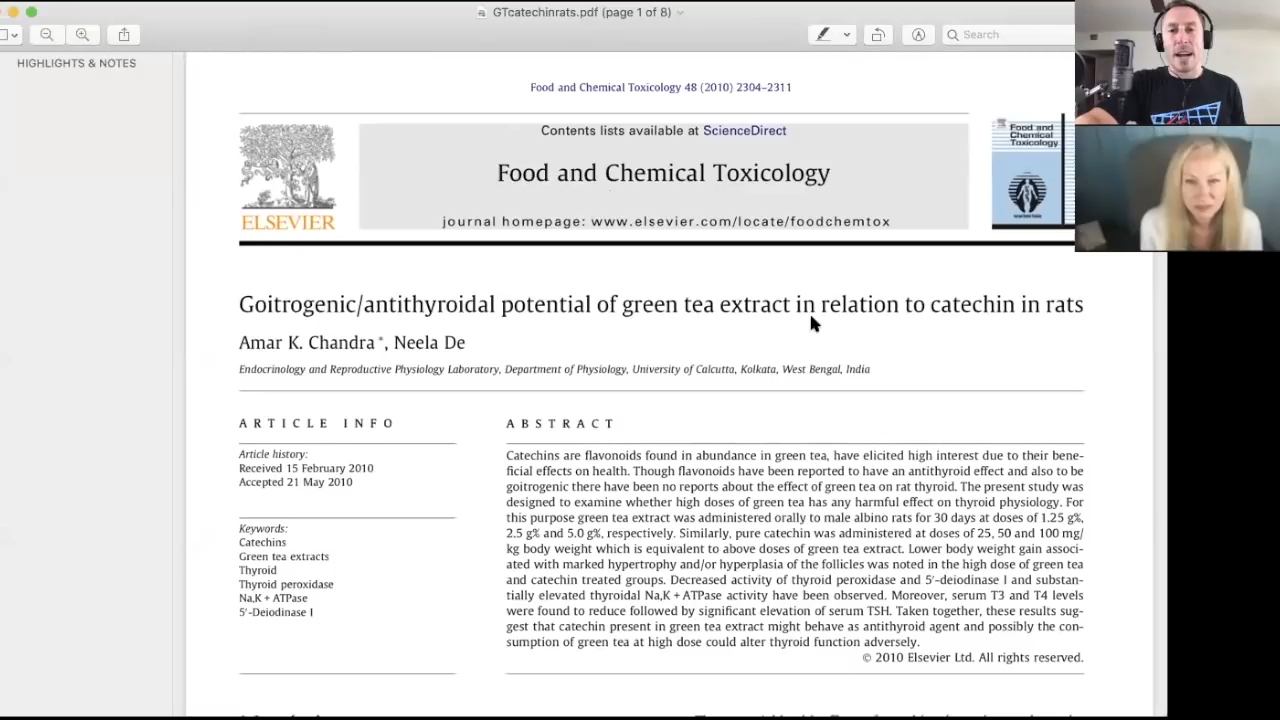 GTcatechinrats.pdf (page 1 of 8)
Search
HIGHLIGHTS & NOTES
Food and Chemical Toxicology 48 (2010) 2304–2311
Contents lists available at ScienceDirect
Food and Chemical Toxicology
journal homepage: www.elsevier.com/locate/foodchemtox
ELSEVIER
Food and
Chemical
Toxicology
Goitrogenic/antithyroidal potential of green tea extract in relation to catechin in rats
Amar K. Chandra *, Neela De
Endocrinology and Reproductive Physiology Laboratory, Department of Physiology, University of Calcutta, Kolkata, West Bengal, India
ARTICLE INFO
Article history:
Received 15 February 2010
Accepted 21 May 2010
Keywords:
Catechins
Green tea extracts
Thyroid
Thyroid peroxidase
Na,K + ATPase
5′-Deiodinase I
ABSTRACT
Catechins are flavonoids found in abundance in green tea, have elicited high interest due to their bene-
ficial effects on health. Though flavonoids have been reported to have an antithyroid effect and also to be
goitrogenic there have been no reports about the effect of green tea on rat thyroid. The present study was
designed to examine whether high doses of green tea has any harmful effect on thyroid physiology. For
this purpose green tea extract was administered orally to male albino rats for 30 days at doses of 1.25 g%,
2.5 g% and 5.0 g%, respectively. Similarly, pure catechin was administered at doses of 25, 50 and 100 mg/
kg body weight which is equivalent to above doses of green tea extract. Lower body weight gain associ-
ated with marked hypertrophy and/or hyperplasia of the follicles was noted in the high dose of green tea
and catechin treated groups. Decreased activity of thyroid peroxidase and 5′-deiodinase I and substan-
tially elevated thyroidal Na,K + ATPase activity have been observed. Moreover, serum T3 and T4 levels
were found to reduce followed by significant elevation of serum TSH. Taken together, these results sug-
gest that catechin present in green tea extract might behave as antithyroid agent and possibly the con-
sumption of green tea at high dose could alter thyroid function adversely.
© 2010 Elsevier Ltd. All rights reserved.